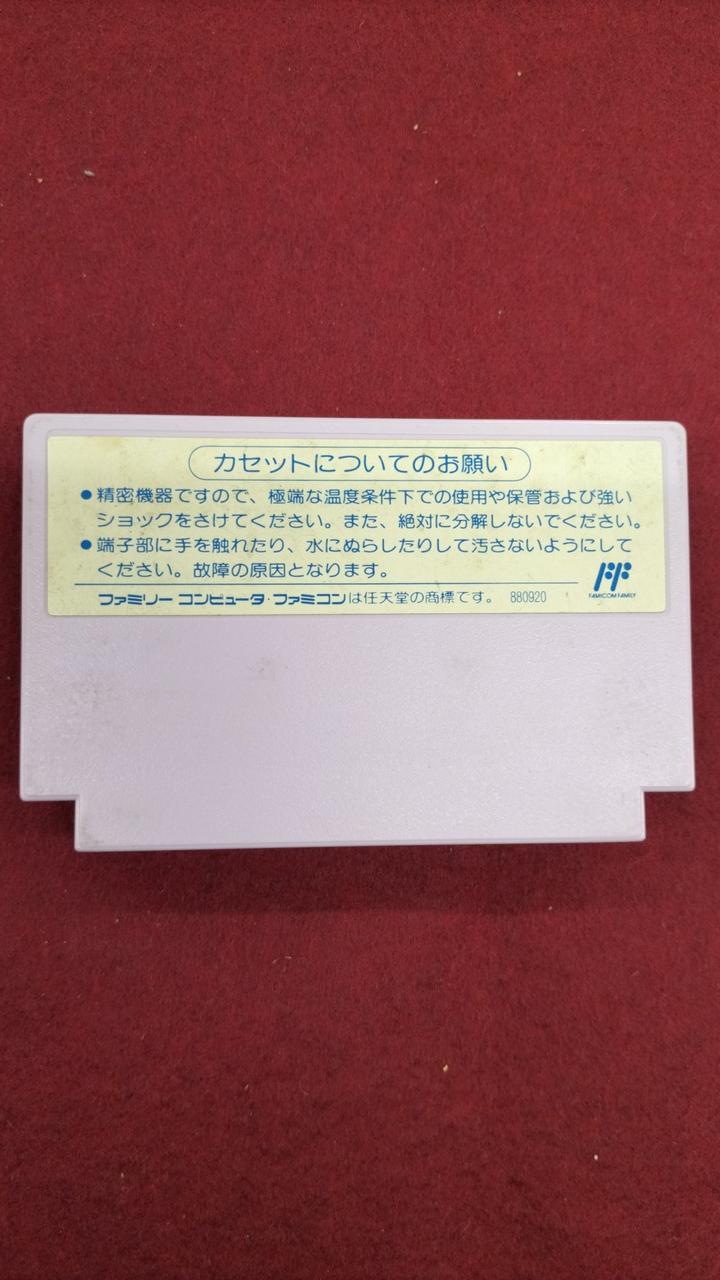 カセットについてのお願い
●精密機器ですので、極端な温度条件下での使用や保管および強い
ショックをさけてください。また、絶対に分解しないでください。
●端子部に手を触れたり、水にぬらしたりして汚さないようにして
ください。故障の原因となります。
FAMICOM FAMILY
ファミリー コンピュータ・ファミコンは任天堂の商標です。 880920